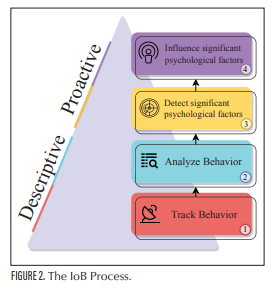 Proactive
Descriptive
Influence significant
psychological factors
4
Detect significant
psychological factors
3
Analyze Behavior
2
Track Behavior
1
FIGURE 2. The IoB Process.